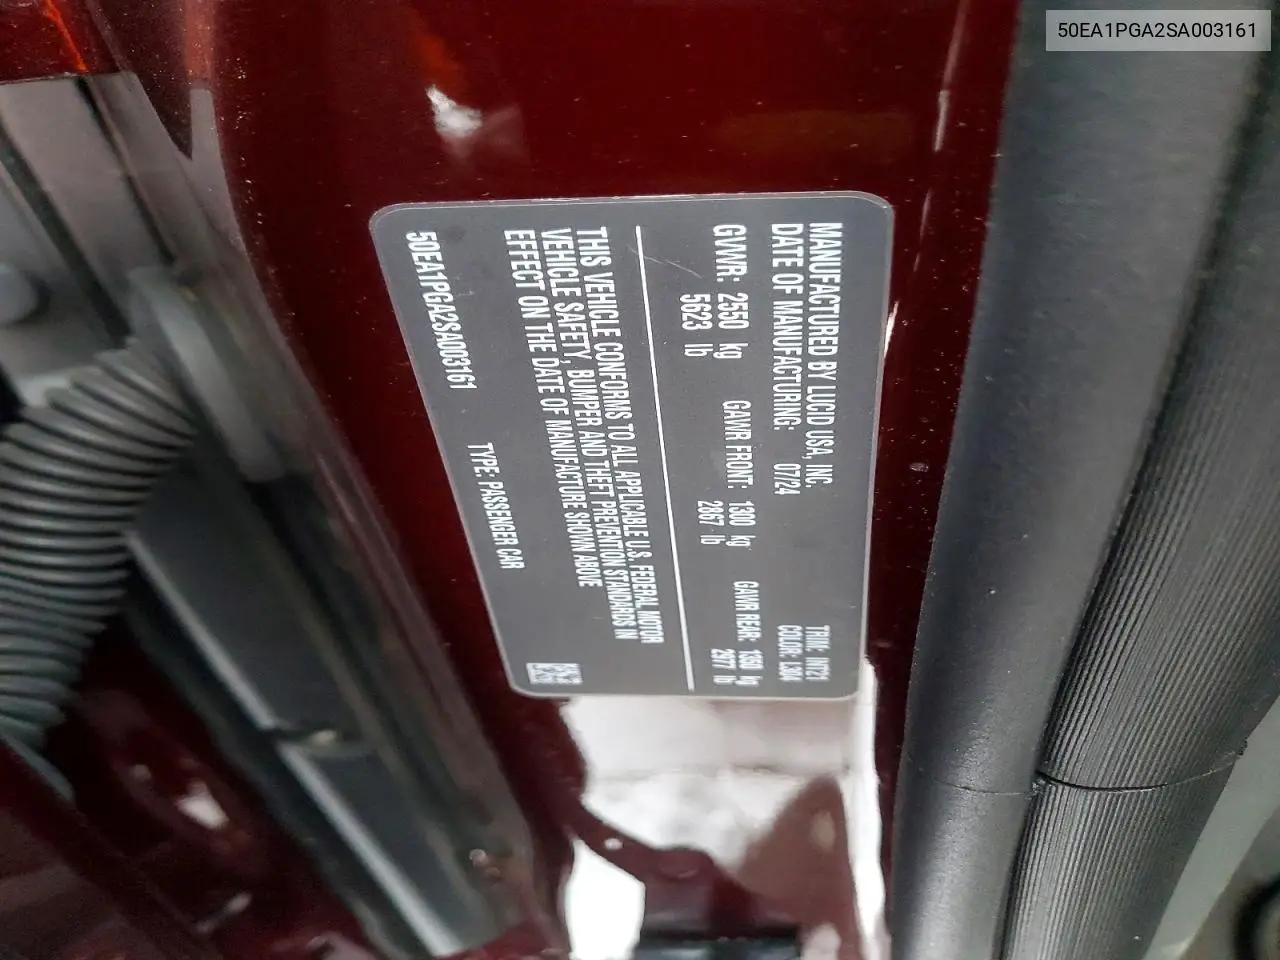 50EA1PGA2SA003161
MANUFACTURED BY LUCID USA, INC.
DATE OF MANUFACTURING: 07/24
TRIM: INT21
COLOR: L304
GVWR: 2550 kg GAWR FRONT: 1300 kg GAWR REAR: 1350 kg
5623 lb 2867 lb 2977 lb
THIS VEHICLE CONFORMS TO ALL APPLICABLE U.S. FEDERAL MOTOR
VEHICLE SAFETY, BUMPER AND THEFT PREVENTION STANDARDS IN
EFFECT ON THE DATE OF MANUFACTURE SHOWN ABOVE
50EA1PGA2SA003161 TYPE: PASSENGER CAR